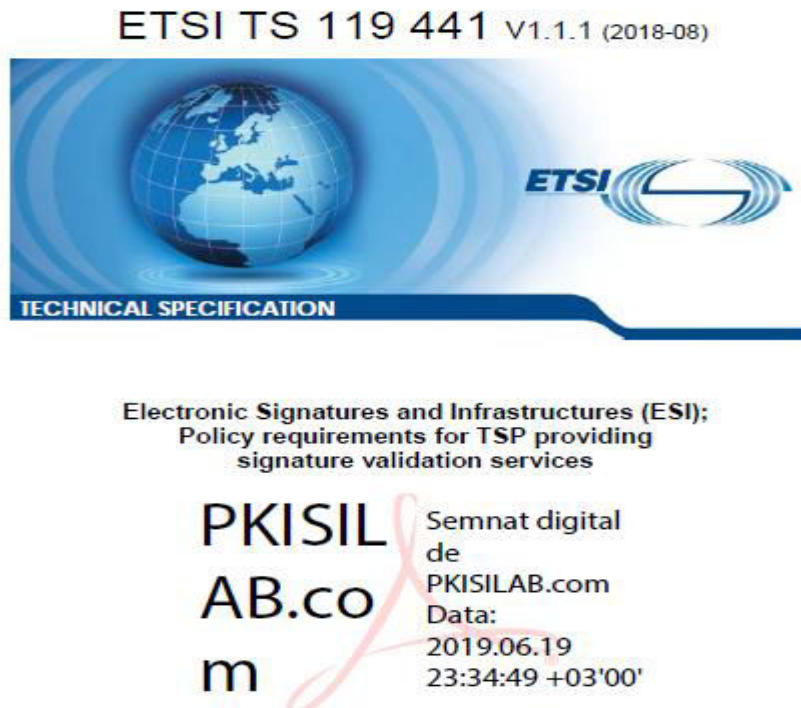 ETSI TS 119 441 V1.1.1 (2018-08)
ETSI
TECHNICAL SPECIFICATION
Electronic Signatures and Infrastructures (ESI);
Policy requirements for TSP providing
signature validation services
PKISIL
AB.co
m
Semnat digital
de
PKISILAB.com
Data:
2019.06.19
23:34:49 +03'00'